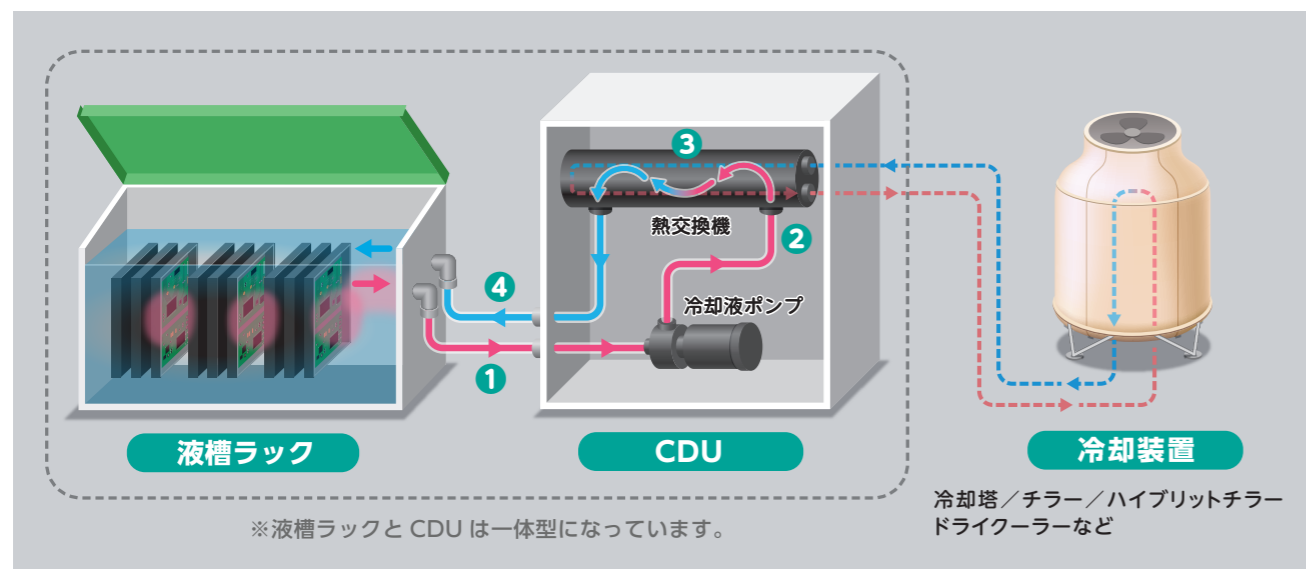 ③
熱交換機
②
冷却液ポンプ
④
①
液槽ラック
CDU
冷却装置
冷却塔/チラー/ハイブリットチラー
ドライクーラーなど
※液槽ラックと CDU は一体型になっています。